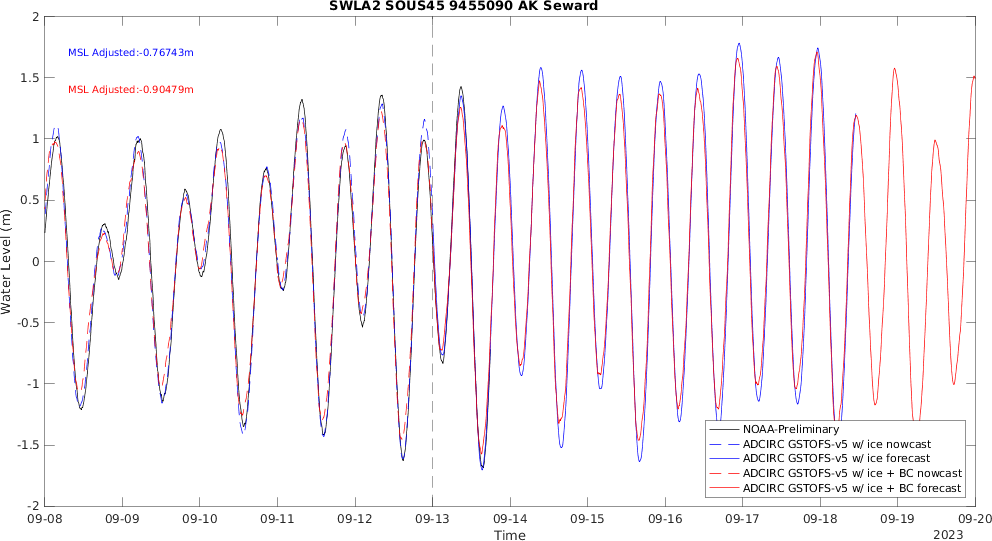 SWLA2 SOUS45 9455090 AK Seward
MSL Adjusted:-0.76743m
MSL Adjusted:-0.90479m
Water Level (m)
2
1.5
1
0.5
0
-0.5
-1
-1.5
-2
NOAA-Preliminary
ADCIRC GSTOFS-v5 w/ ice nowcast
ADCIRC GSTOFS-v5 w/ ice forecast
ADCIRC GSTOFS-v5 w/ ice + BC nowcast
ADCIRC GSTOFS-v5 w/ ice + BC forecast
09-08 09-09 09-10 09-11 09-12 09-13 09-14 09-15 09-16 09-17 09-18 09-19 09-20
Time
2023